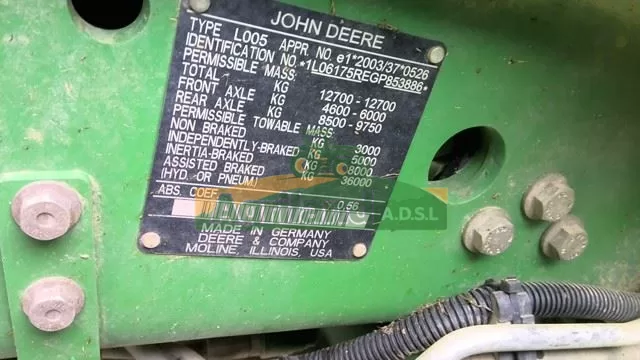 JOHN DEERE
TYPE L005 APPR. NO. e1*2003/37*0526
IDENTIFICATION NO. *1L06175REGP853886*
PERMISSIBLE MASS:
TOTAL KG 12700 - 12700
FRONT AXLE KG 4600 - 6000
REAR AXLE KG 8500 - 9750
PERMISSIBLE TOWABLE MASS
NON BRAKED KG 3000
INDEPENDENTLY-BRAKED KG 5000
INERTIA-BRAKED KG 8000
ASSISTED BRAKED KG 36000
(HYD. OR PNEUM.)
ABS. COEF. 0.56
A.D.S.L
MADE IN GERMANY
DEERE & COMPANY
MOLINE, ILLINOIS, USA